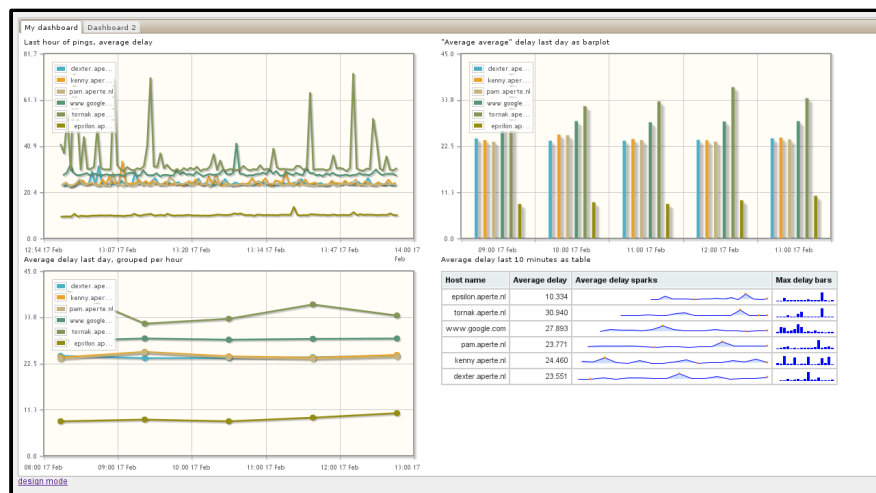 My dashboard Dashboard 2
Last hour of pings, average delay
81.7
61.3
40.9
20.4
0.0
dexter.ape...
kenny.aper...
pam.aperte.nl
www.google...
tornak.ape...
epsilon.ap...
12:54 17 Feb 13:07 17 Feb 13:20 17 Feb 13:34 17 Feb 13:47 17 Feb 14:00 17 Feb
"Average average" delay last day as barplot
45.0
33.8
22.5
11.3
0.0
dexter.ape...
kenny.aper...
pam.aperte.nl
www.google...
tornak.ape...
epsilon.ap...
09:00 17 Feb 10:00 17 Feb 11:00 17 Feb 12:00 17 Feb 13:00 17 Feb
Average delay last day, grouped per hour
45.0
33.8
22.5
11.3
0.0
dexter.ape...
kenny.aper...
pam.aperte.nl
www.google...
tornak.ape...
epsilon.ap...
08:00 17 Feb 09:00 17 Feb 10:00 17 Feb 11:00 17 Feb 12:00 17 Feb 13:00 17
Average delay last 10 minutes as table
Host name Average delay Average delay sparks Max delay bars
epsilon.aperte.nl 10.334
tornak.aperte.nl 30.940
www.google.com 27.893
pam.aperte.nl 23.771
kenny.aperte.nl 24.460
dexter.aperte.nl 23.551
design mode